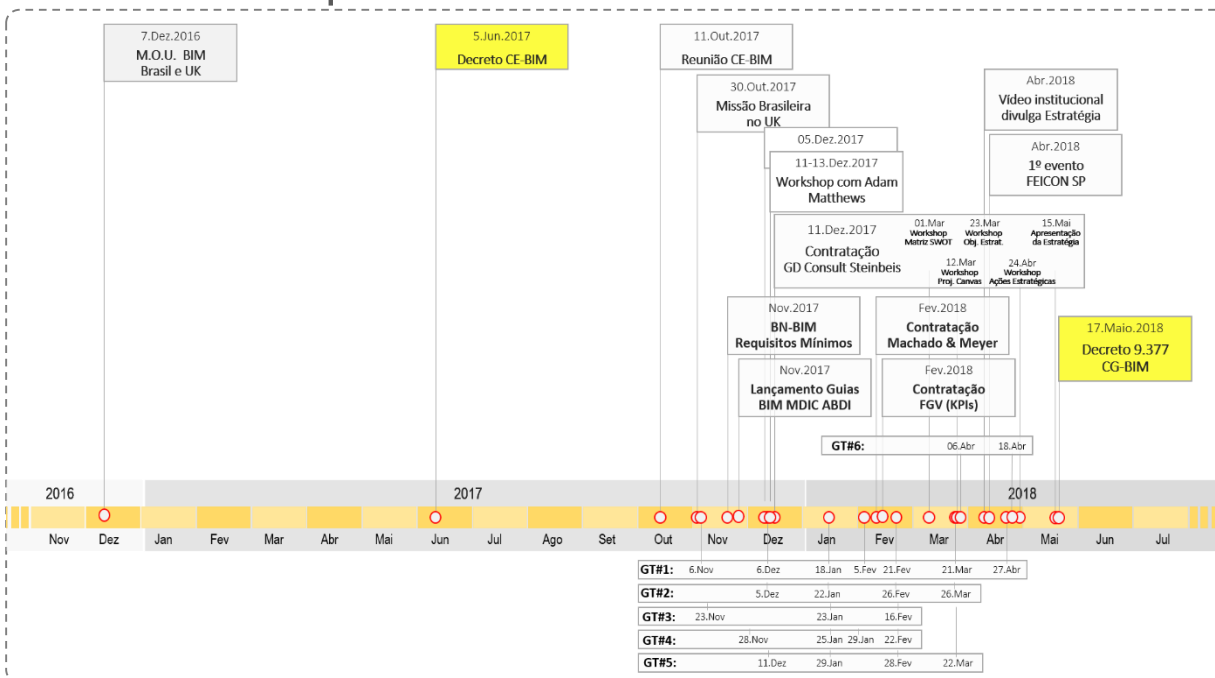 7.Dez.2016
M.O.U. BIM
Brasil e UK
5.Jun.2017
Decreto CE-BIM
11.Out.2017
Reunião CE-BIM
30.Out.2017
Missão Brasileira
no UK
05.Dez.2017
11-13.Dez.2017
Workshop com Adam
Matthews
11.Dez.2017
Contratação
GD Consult Steinbeis
01.Mar
Workshop
Matriz SWOT
12.Mar
Workshop
Proj. Canvas
23.Mar
Workshop
Obj. Estrat.
24.Abr
Workshop
Ações Estratégicas
15.Mai
Apresentação
da Estratégia
Abr.2018
Vídeo institucional
divulga Estratégia
Abr.2018
1º evento
FEICON SP
Nov.2017
BN-BIM
Requisitos Mínimos
Nov.2017
Lançamento Guias
BIM MDIC ABDI
Fev.2018
Contratação
Machado & Meyer
Fev.2018
Contratação
FGV (KPIs)
17.Maio.2018
Decreto 9.377
CG-BIM
GT#6: 06.Abr 18.Abr
2016 2017 2018
Nov Dez Jan Fev Mar Abr Mai Jun Jul Ago Set Out Nov Dez Jan Fev Mar Abr Mai Jun Jul
GT#1: 6.Nov 6.Dez 18.Jan 5.Fev 21.Fev 21.Mar 27.Abr
GT#2: 5.Dez 22.Jan 26.Fev 26.Mar
GT#3: 23.Nov 23.Jan 16.Fev
GT#4: 28.Nov 25.Jan 29.Jan 22.Fev
GT#5: 11.Dez 29.Jan 28.Fev 22.Mar